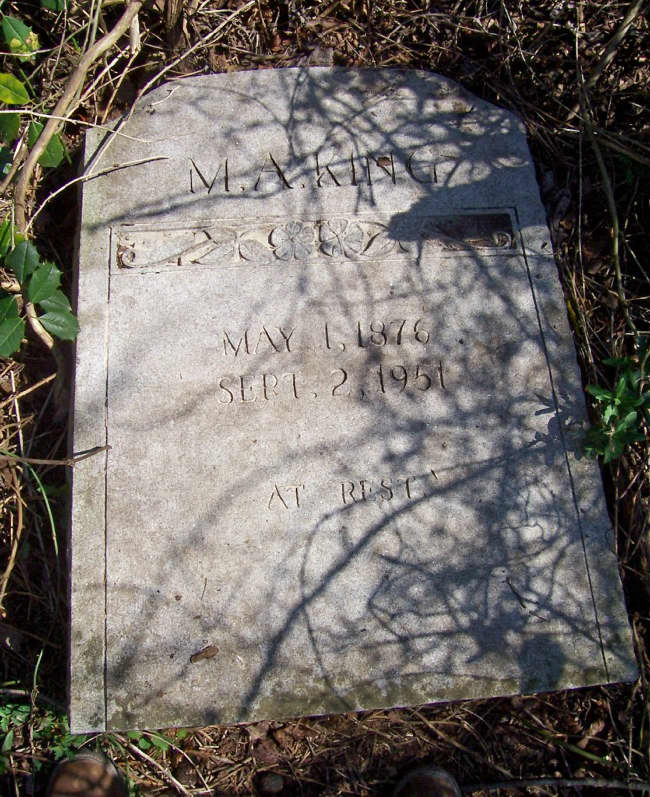 M. A. KING
MAY 1, 1876
SEPT. 2, 1951
AT REST.